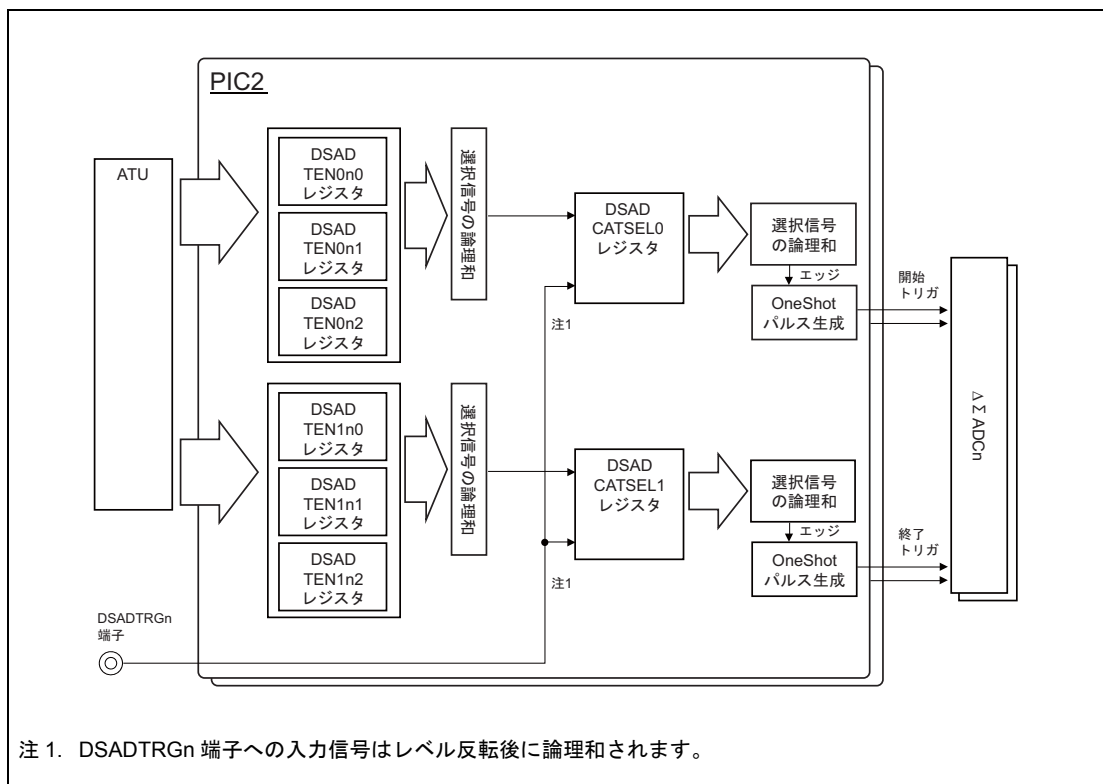 PIC2
ATU
DSAD
TEN0n0
レジスタ
DSAD
TEN0n1
レジスタ
DSAD
TEN0n2
レジスタ
選択信号の論理和
DSAD
CATSEL0
レジスタ
選択信号
の論理和
エッジ
OneShot
パルス生成
開始
トリガ
注1
DSAD
TEN1n0
レジスタ
DSAD
TEN1n1
レジスタ
DSAD
TEN1n2
レジスタ
選択信号の論理和
DSAD
CATSEL1
レジスタ
選択信号
の論理和
エッジ
OneShot
パルス生成
終了
トリガ
注1
ΔΣADCn
DSADTRGn
端子
注 1. DSADTRGn 端子への入力信号はレベル反転後に論理和されます。